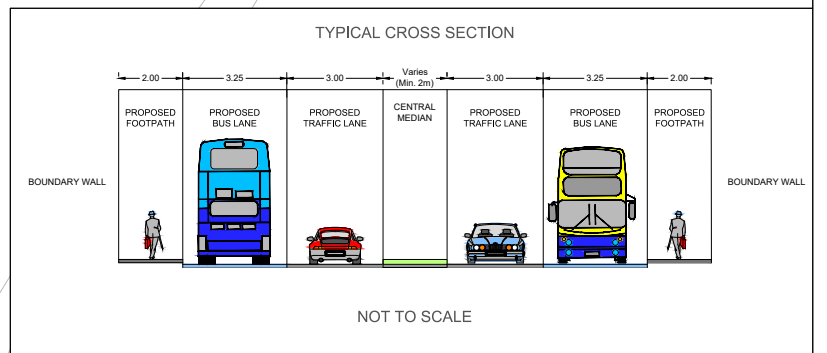 TYPICAL CROSS SECTION
2.00
3.25
3.00
Varies
(Min. 2m)
3.00
3.25
2.00
PROPOSED
FOOTPATH
PROPOSED
BUS LANE
PROPOSED
TRAFFIC LANE
CENTRAL
MEDIAN
PROPOSED
TRAFFIC LANE
PROPOSED
BUS LANE
PROPOSED
FOOTPATH
BOUNDARY WALL
BOUNDARY WALL
NOT TO SCALE